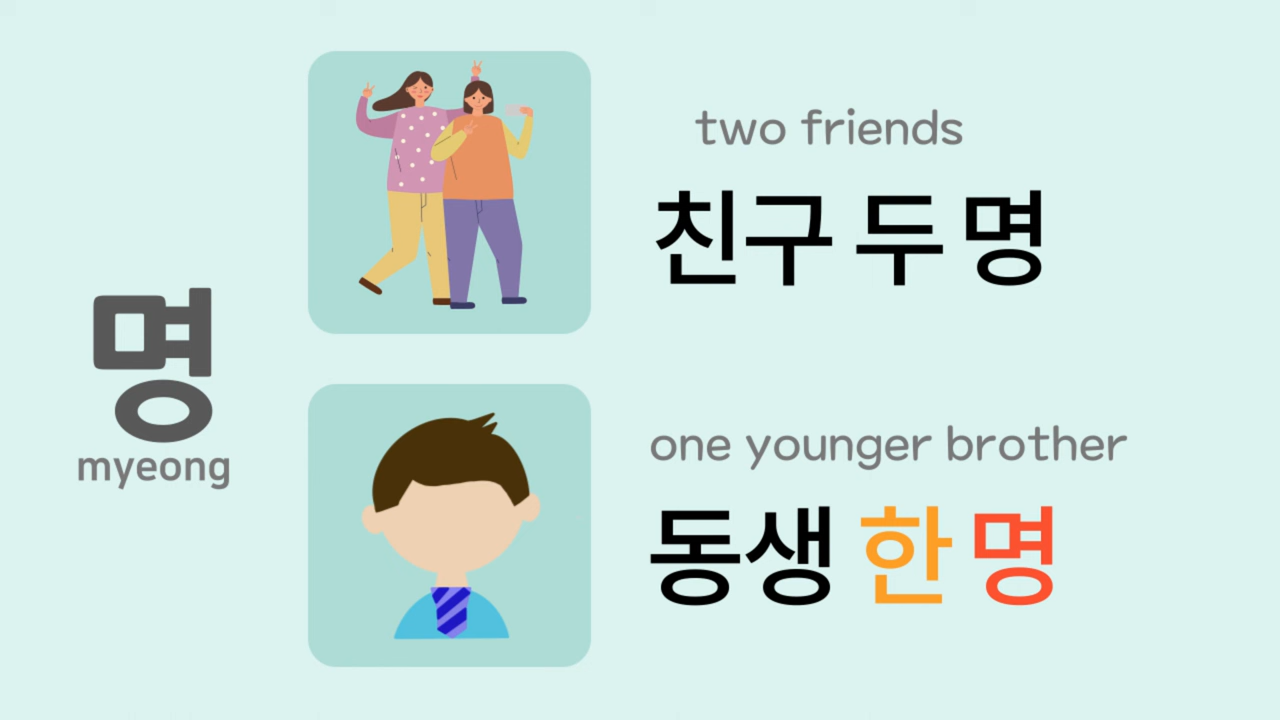 명
myeong
two friends
친구 두 명
one younger brother
동생 한 명